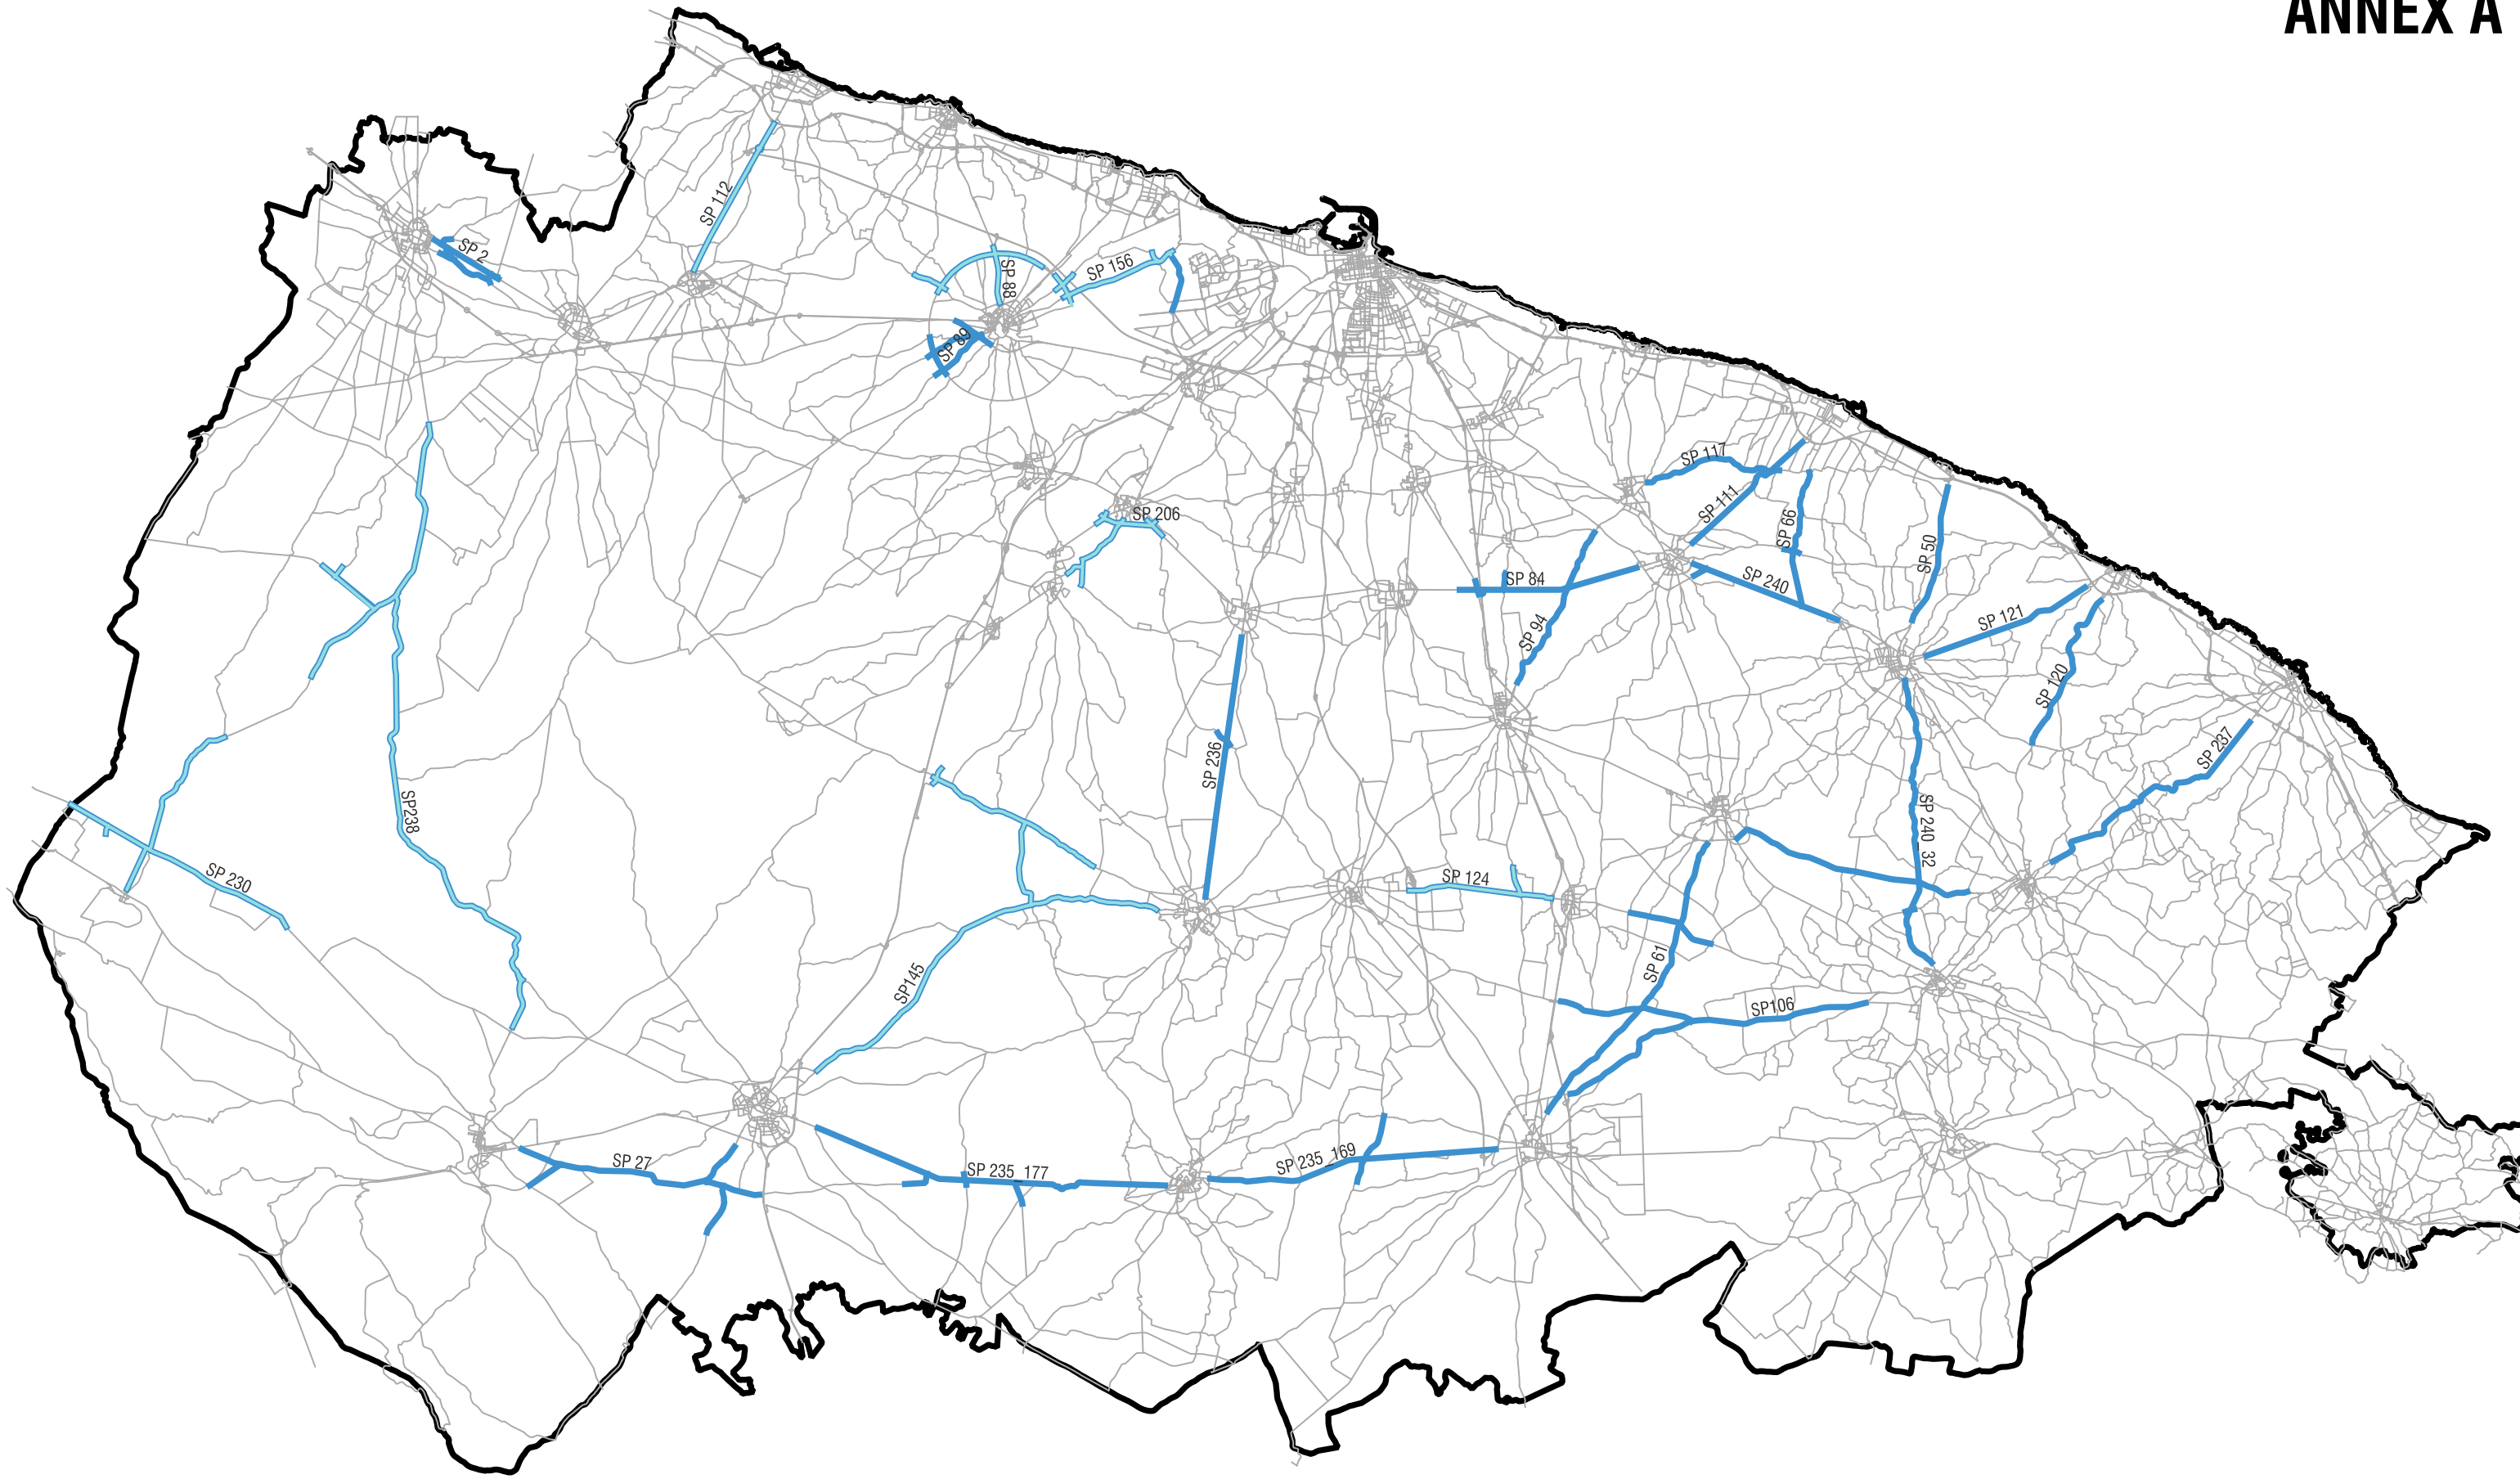 ANNEX A
SP 112
SP 2
SP 88
SP 156
SP 89
SP 117
SP 111
SP 206
SP 66
SP 50
SP 84
SP 240
SP 94
SP 121
SP 120
SP 236
SP 237
SP238
SP 240_32
SP 230
SP 124
SP 61
SP145
SP106
SP 27
SP 235_177
SP 235_169